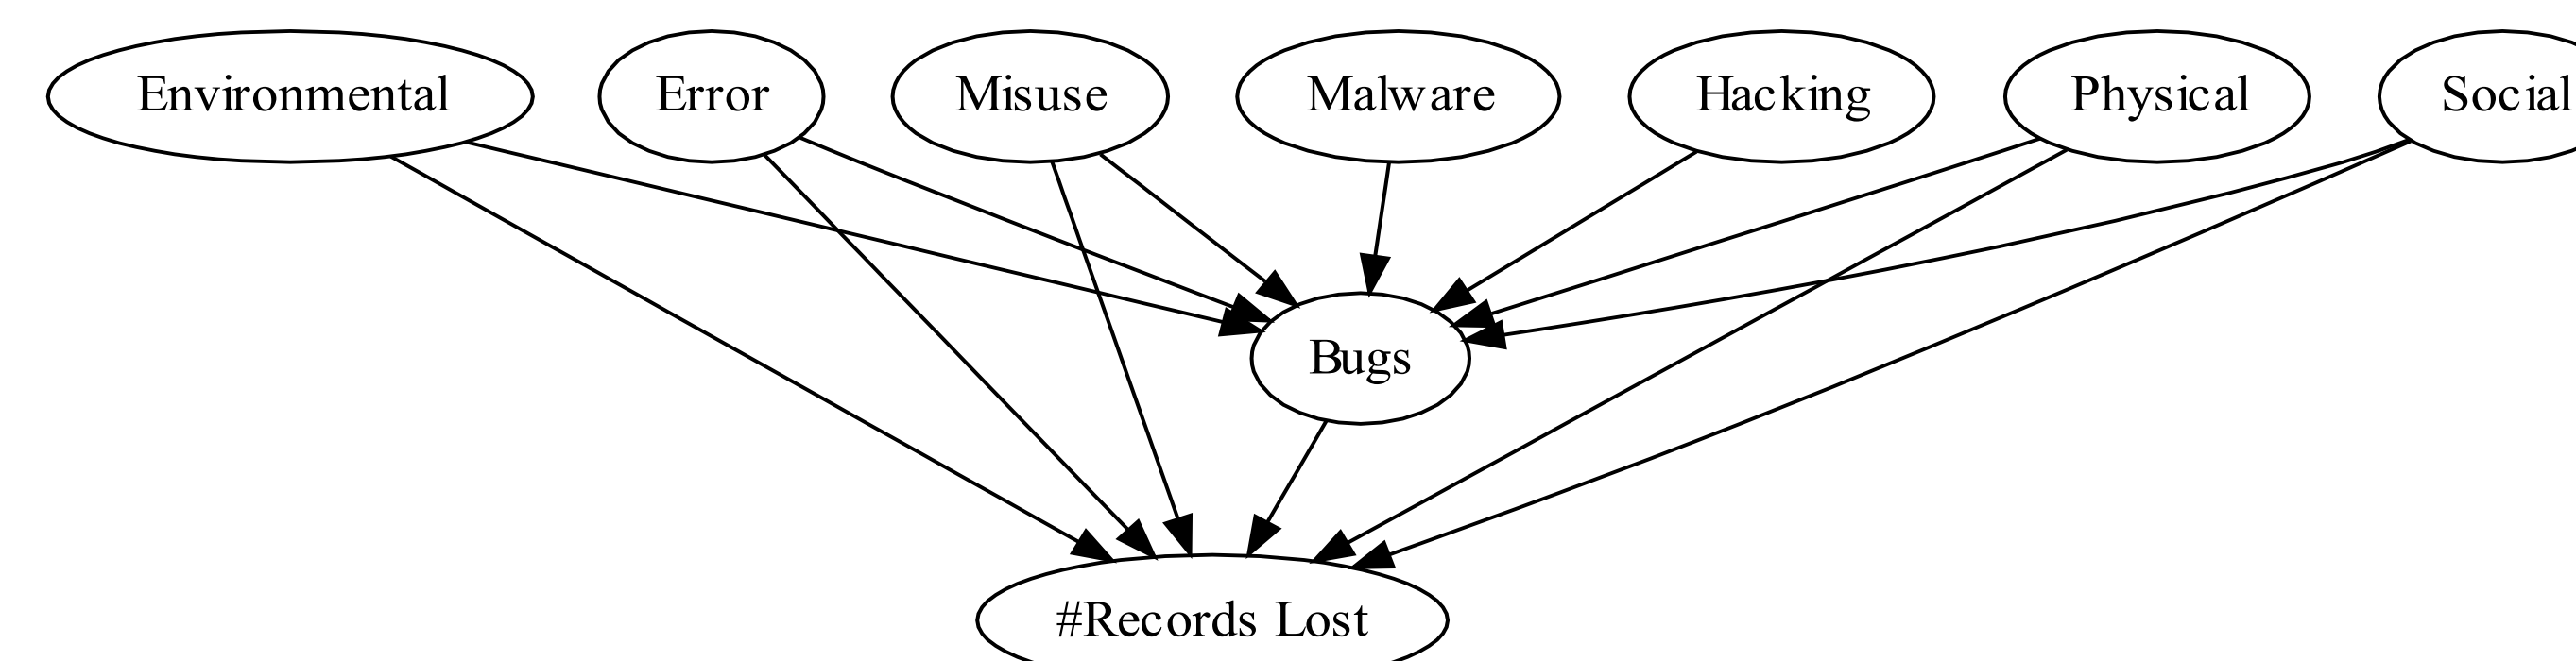 Environmental
Error
Misuse
Malware
Hacking
Physical
Social
Bugs
#Records Lost